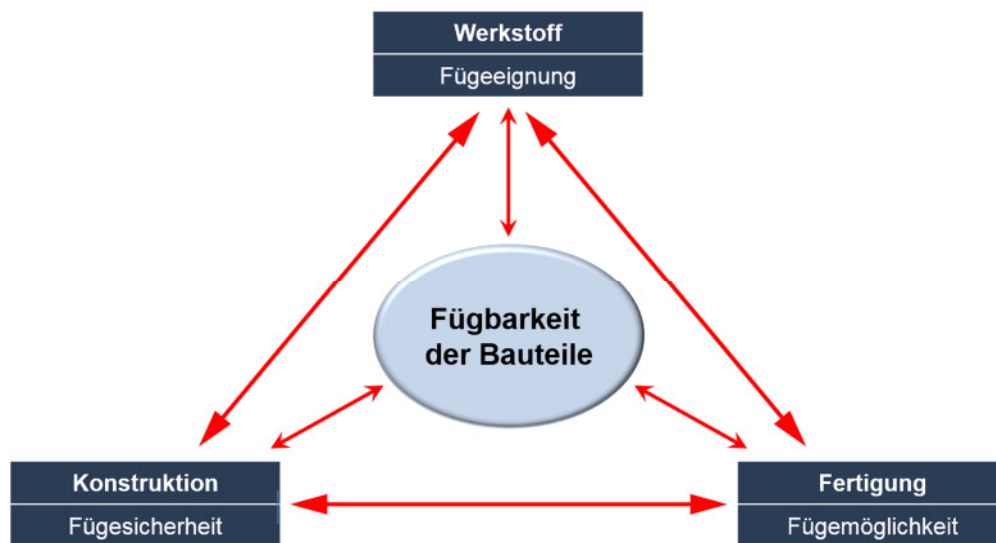 Werkstoff
Fügeeignung
Fügbarkeit
der Bauteile
Konstruktion
Fügesicherheit
Fertigung
Fügemöglichkeit